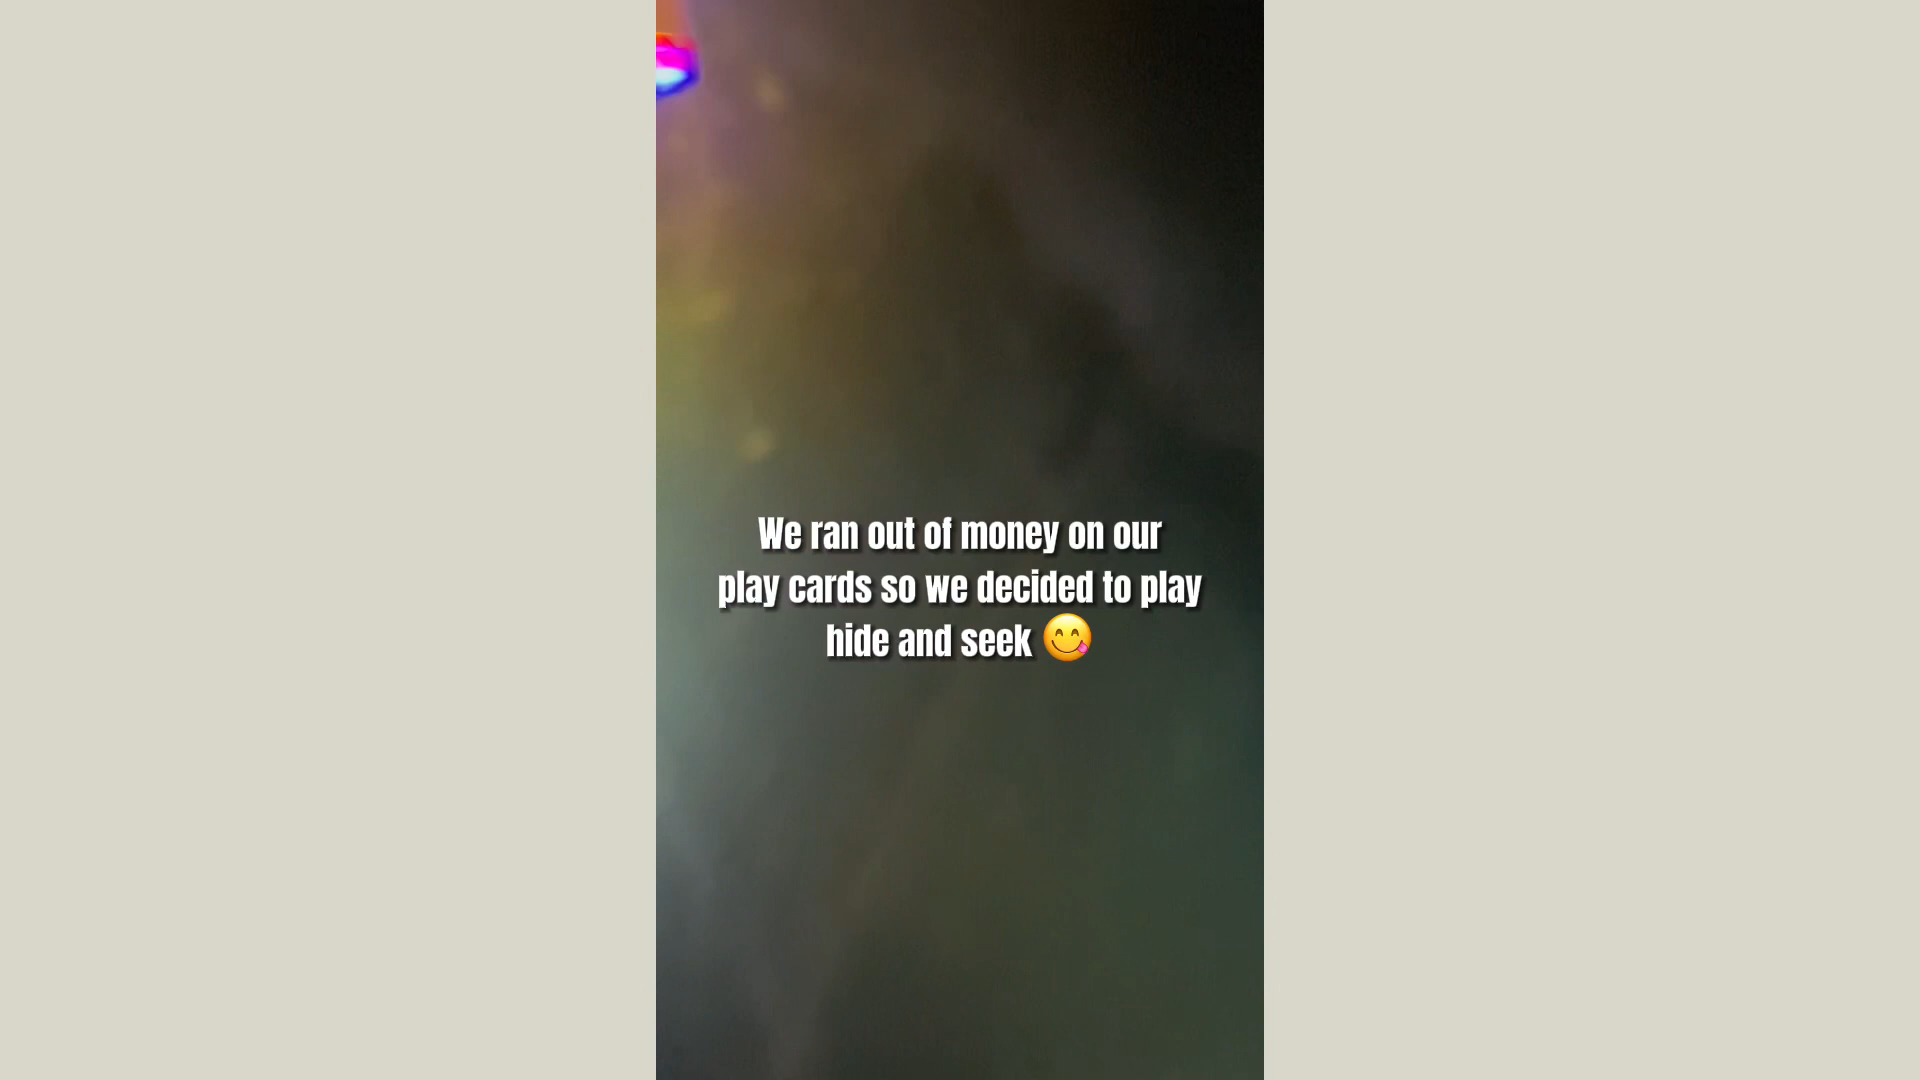 We ran out of money on our
play cards so we decided to play
hide and seek 😋